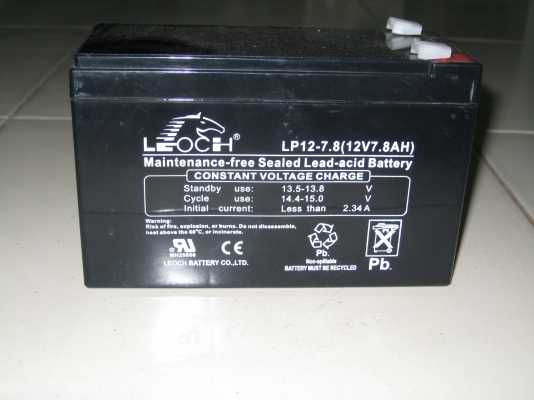 LEOCH®
LP12-7.8(12V7.8AH)
Maintenance-free Sealed Lead-acid Battery
CONSTANT VOLTAGE CHARGE
Standby use: 13.5-13.8 V
Cycle use: 14.4-15.0 V
Initial current: Less than 2.34 A
Warning:
Risk of fire, explosion, or burns. Do not disassemble,
heat above the 60°C, or incinerate.
MH26866
CE
LEOCH BATTERY CO.,LTD.
Pb
Non-spillable
BATTERY MUST BE RECYCLED
Pb.